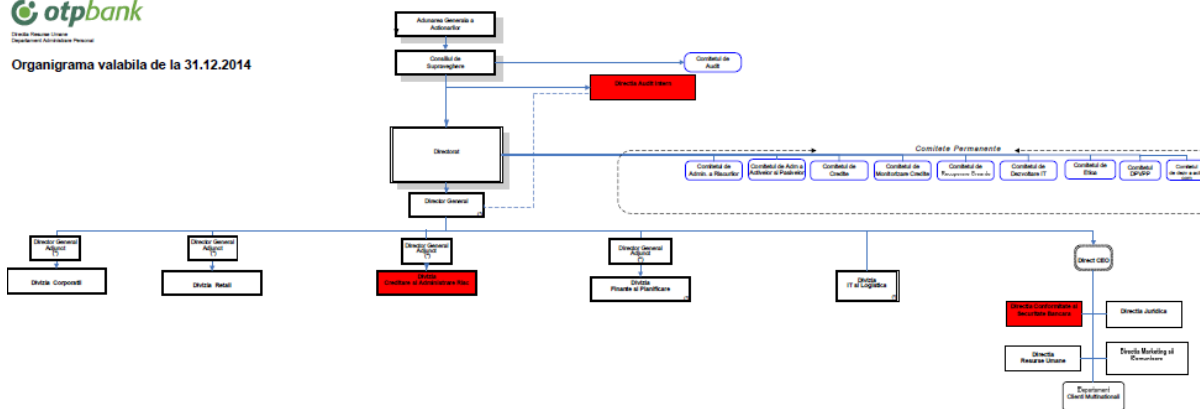 otpbank
Directia Resurse Umane
Departament Administrare Personal
Organigrama valabila de la 31.12.2014
Adunarea Generala a
Actionarilor
Consiliul de
Supraveghere
Comitetul de
Audit
Directia Audit Intern
Directorat
Comitete Permanente
Comitetul de
Admin. a Riscurilor
Comitetul de Adm a
Activelor si Pasivelor
Comitetul de
Credite
Comitetul de
Monitorizare Credite
Comitetul de
Comitetul de
Dezvoltare IT
Comitetul de
Etica
Comitetul
DPVPP
Comitetul
Director General
Director General
Adjunct
Director General
Adjunct
Director General
Adjunct
Director General
Adjunct
Direct CEO
Divizia Corporatii
Divizia Retail
Divizia
Creditare si Administrare Risc
Divizia
Finante si Planificare
Divizia
IT si Logistica
Directia Conformitate si
Securitate Bancara
Directia Juridica
Directia
Resurse Umane
Directia Marketing si
Comunicare
Departament
Clienti Multinationali